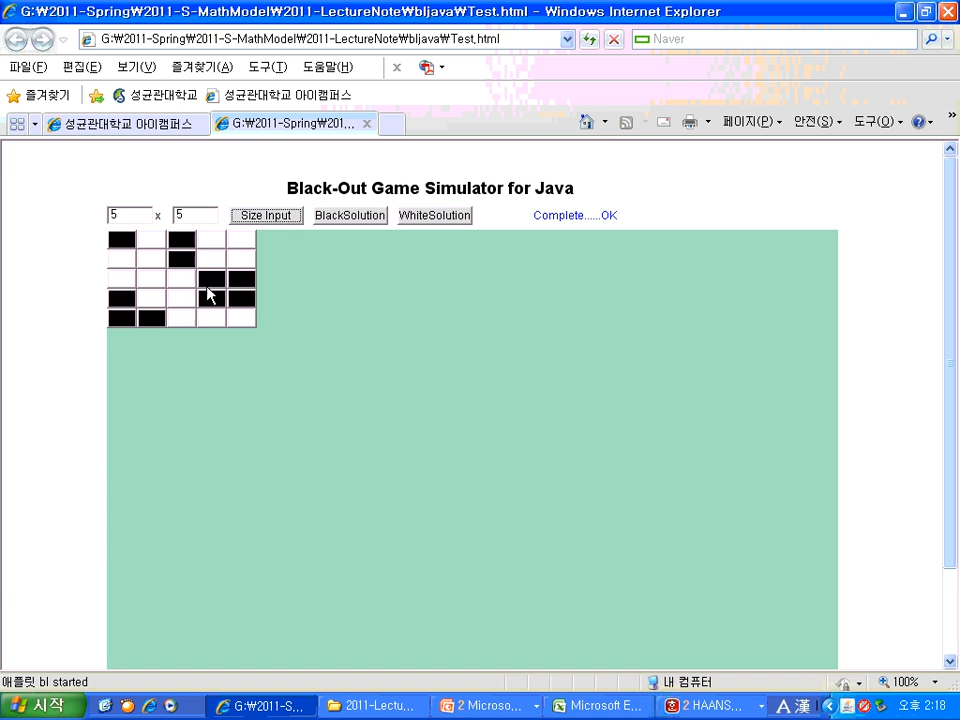 G:₩2011-Spring₩2011-S-MathModel₩2011-LectureNote₩bljava₩Test.html - Windows Internet Explorer
G:₩2011-Spring₩2011-S-MathModel₩2011-LectureNote₩bljava₩Test.html Naver
파일(F) 편집(E) 보기(V) 즐겨찾기(A) 도구(T) 도움말(H)
즐겨찾기 성균관대학교 성균관대학교 아이캠퍼스
성균관대학교 아이캠퍼스 G:₩2011-Spring₩201... 페이지(P) 안전(S) 도구(O) »
Black-Out Game Simulator for Java
5 x 5 Size Input BlackSolution WhiteSolution Complete......OK
애플릿 bl started 내 컴퓨터 100%
시작 G:₩2011-S... 2011-Lectu... 2 Microso... Microsoft E... 2 HAANS... A 漢 오후 2:18